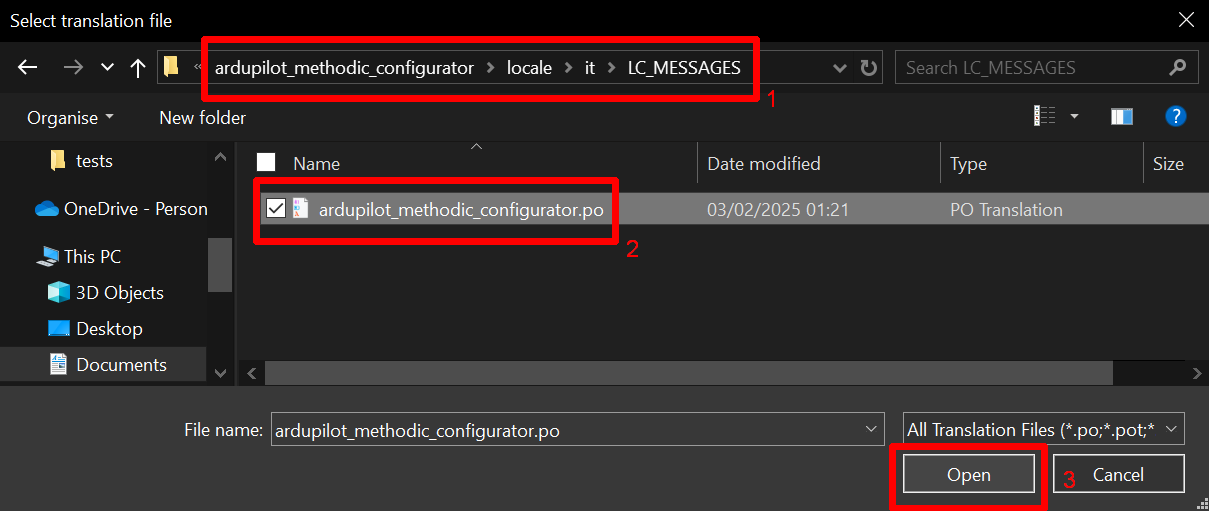 Select translation file
« ardupilot_methodic_configurator > locale > it > LC_MESSAGES
Search LC_MESSAGES
1
Organise
New folder
?
tests
OneDrive - Person
This PC
3D Objects
Desktop
Documents
Name
Date modified
Type
Size
ardupilot_methodic_configurator.po
03/02/2025 01:21
PO Translation
2
File name:
ardupilot_methodic_configurator.po
All Translation Files (*.po;*.pot;*
Open
3
Cancel